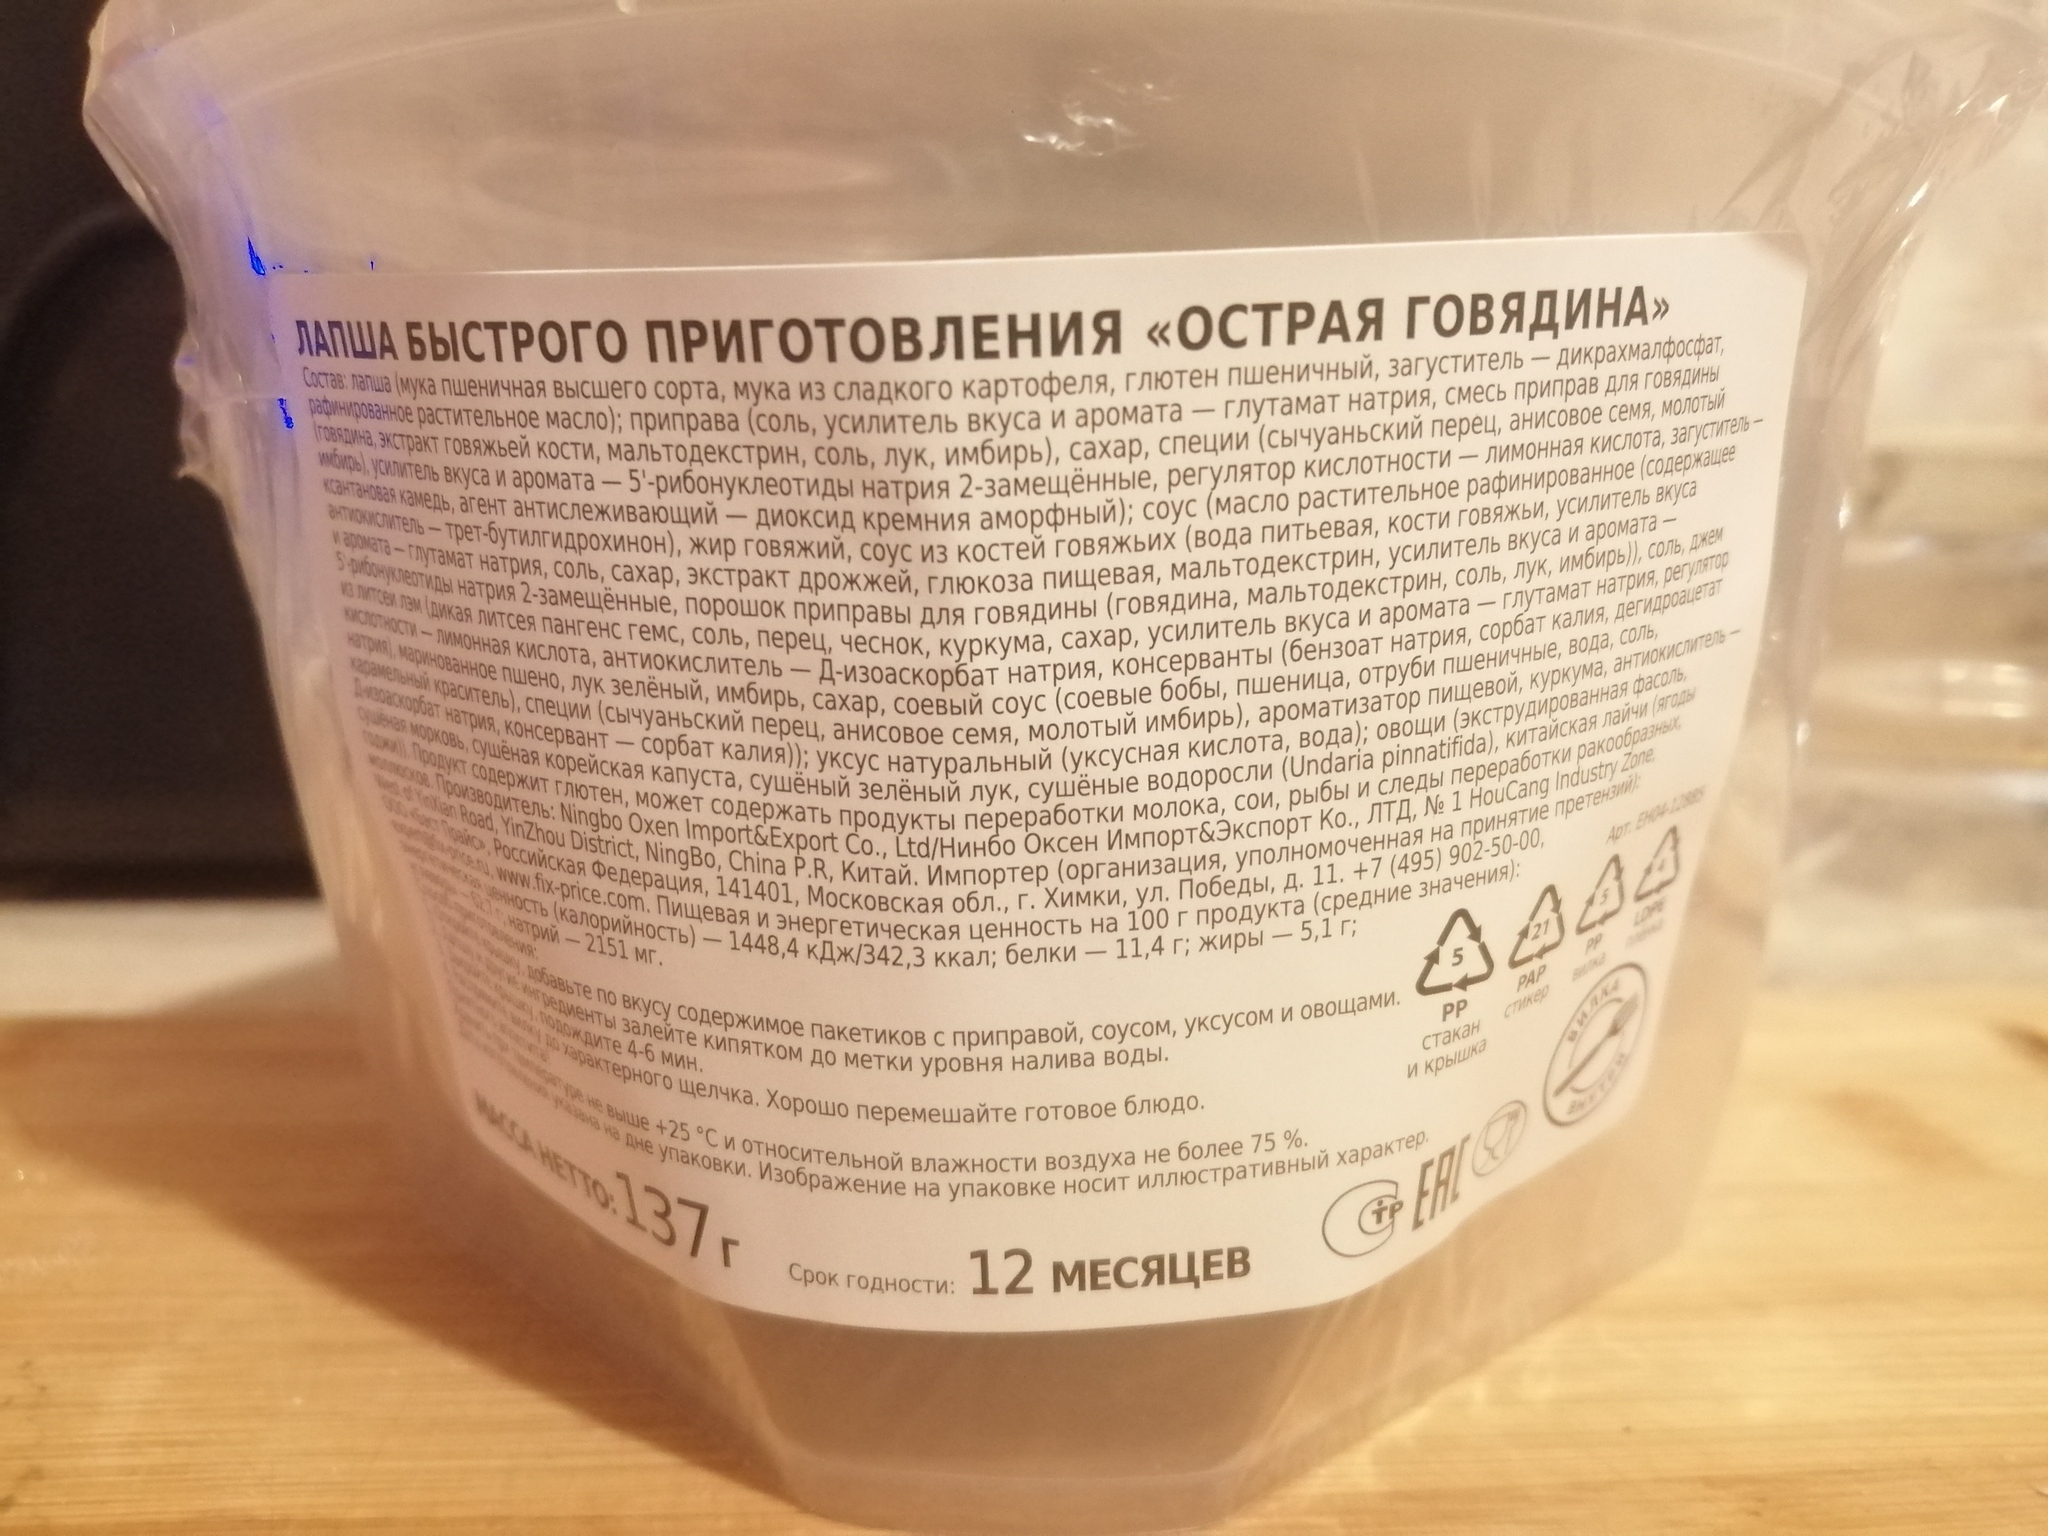 ЛАПША БЫСТРОГО ПРИГОТОВЛЕНИЯ «ОСТРАЯ ГОВЯДИНА»
Состав: лапша (мука пшеничная высшего сорта, мука из сладкого картофеля, глютен пшеничный, загуститель — дикрахмалфосфат,
рафинированное растительное масло); приправа (соль, усилитель вкуса и аромата — глутамат натрия, смесь приправ для говядины
(говядина, экстракт говяжьей кости, мальтодекстрин, соль, лук, имбирь), сахар, специи (сычуаньский перец, анисовое семя, молотый
имбирь), усилитель вкуса и аромата — 5'-рибонуклеотиды натрия 2-замещённые, регулятор кислотности — лимонная кислота, загуститель —
ксантановая камедь, агент антислеживающий — диоксид кремния аморфный); соус (масло растительное рафинированное (содержащее
антиокислитель — трет-бутилгидрохинон), жир говяжий, соус из костей говяжьих (вода питьевая, кости говяжьи, усилитель вкуса
и аромата — глутамат натрия, соль, сахар, экстракт дрожжей, глюкоза пищевая, мальтодекстрин, усилитель вкуса и аромата —
5'-рибонуклеотиды натрия 2-замещённые, порошок приправы для говядины (говядина, мальтодекстрин, соль, лук, имбирь)), соль, джем
из литсеи лэм (дикая литсея пангенс гемс, соль, перец, чеснок, куркума, сахар, усилитель вкуса и аромата — глутамат натрия, регулятор
кислотности — лимонная кислота, антиокислитель — Д-изоаскорбат натрия, консерванты (бензоат натрия, сорбат калия, дегидроацетат
натрия), маринованное пшено, лук зелёный, имбирь, сахар, соевый соус (соевые бобы, пшеница, отруби пшеничные, вода, соль,
карамельный краситель), специи (сычуаньский перец, анисовое семя, молотый имбирь), ароматизатор пищевой, куркума, антиокислитель —
Д-изоаскорбат натрия, консервант — сорбат калия)); уксус натуральный (уксусная кислота, вода); овощи (экструдированная фасоль,
сушёная морковь, сушёная корейская капуста, сушёный зелёный лук, сушёные водоросли (Undaria pinnatifida), китайская лайчи (ягоды
годжи)). Продукт содержит глютен, может содержать продукты переработки молока, сои, рыбы и следы переработки ракообразных,
моллюсков. Производитель: Ningbo Oxen Import&Export Co., Ltd/Нинбо Оксен Импорт&Экспорт Ко., ЛТД, № 1 HouCang Industry Zone,
West of YinXian Road, YinZhou District, NingBo, China P.R, Китай. Импортер (организация, уполномоченная на принятие претензий):
ООО «Бэст Прайс», Российская Федерация, 141401, Московская обл., г. Химки, ул. Победы, д. 11. +7 (495) 902-50-00,
www.fix-price.com. Пищевая и энергетическая ценность на 100 г продукта (средние значения):
ценность (калорийность) — 1448,4 кДж/342,3 ккал; белки — 11,4 г; жиры — 5,1 г;
натрий — 2151 мг.
приготовления:
крышку, добавьте по вкусу содержимое пакетиков с приправой, соусом, уксусом и овощами.
ингредиенты залейте кипятком до метки уровня налива воды.
крышку, подождите 4-6 мин.
вилку до характерного щелчка. Хорошо перемешайте готовое блюдо.
температуре не выше +25 °C и относительной влажности воздуха не более 75 %.
указана на дне упаковки. Изображение на упаковке носит иллюстративный характер.
МАССА НЕТТО: 137 г
Срок годности: 12 МЕСЯЦЕВ
5
PP
стакан
и крышка
21
PAP
стикер
5
PP
вилка
4
LDPE
ВИЛКА
ВНУТРИ
СТР
EAC